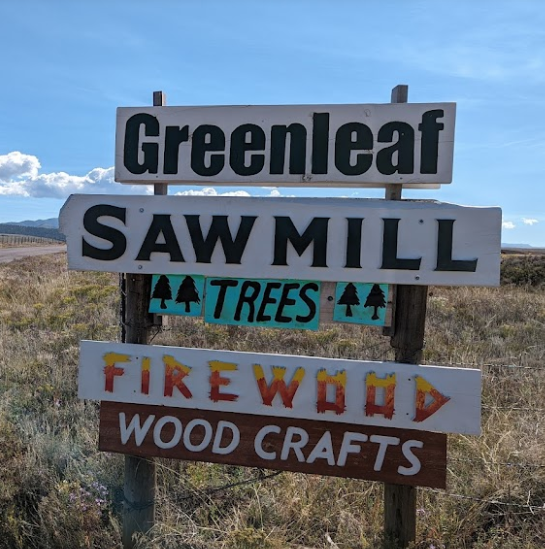 Greenleaf
SAWMILL
TREES
FIREWOOD
WOOD CRAFTS